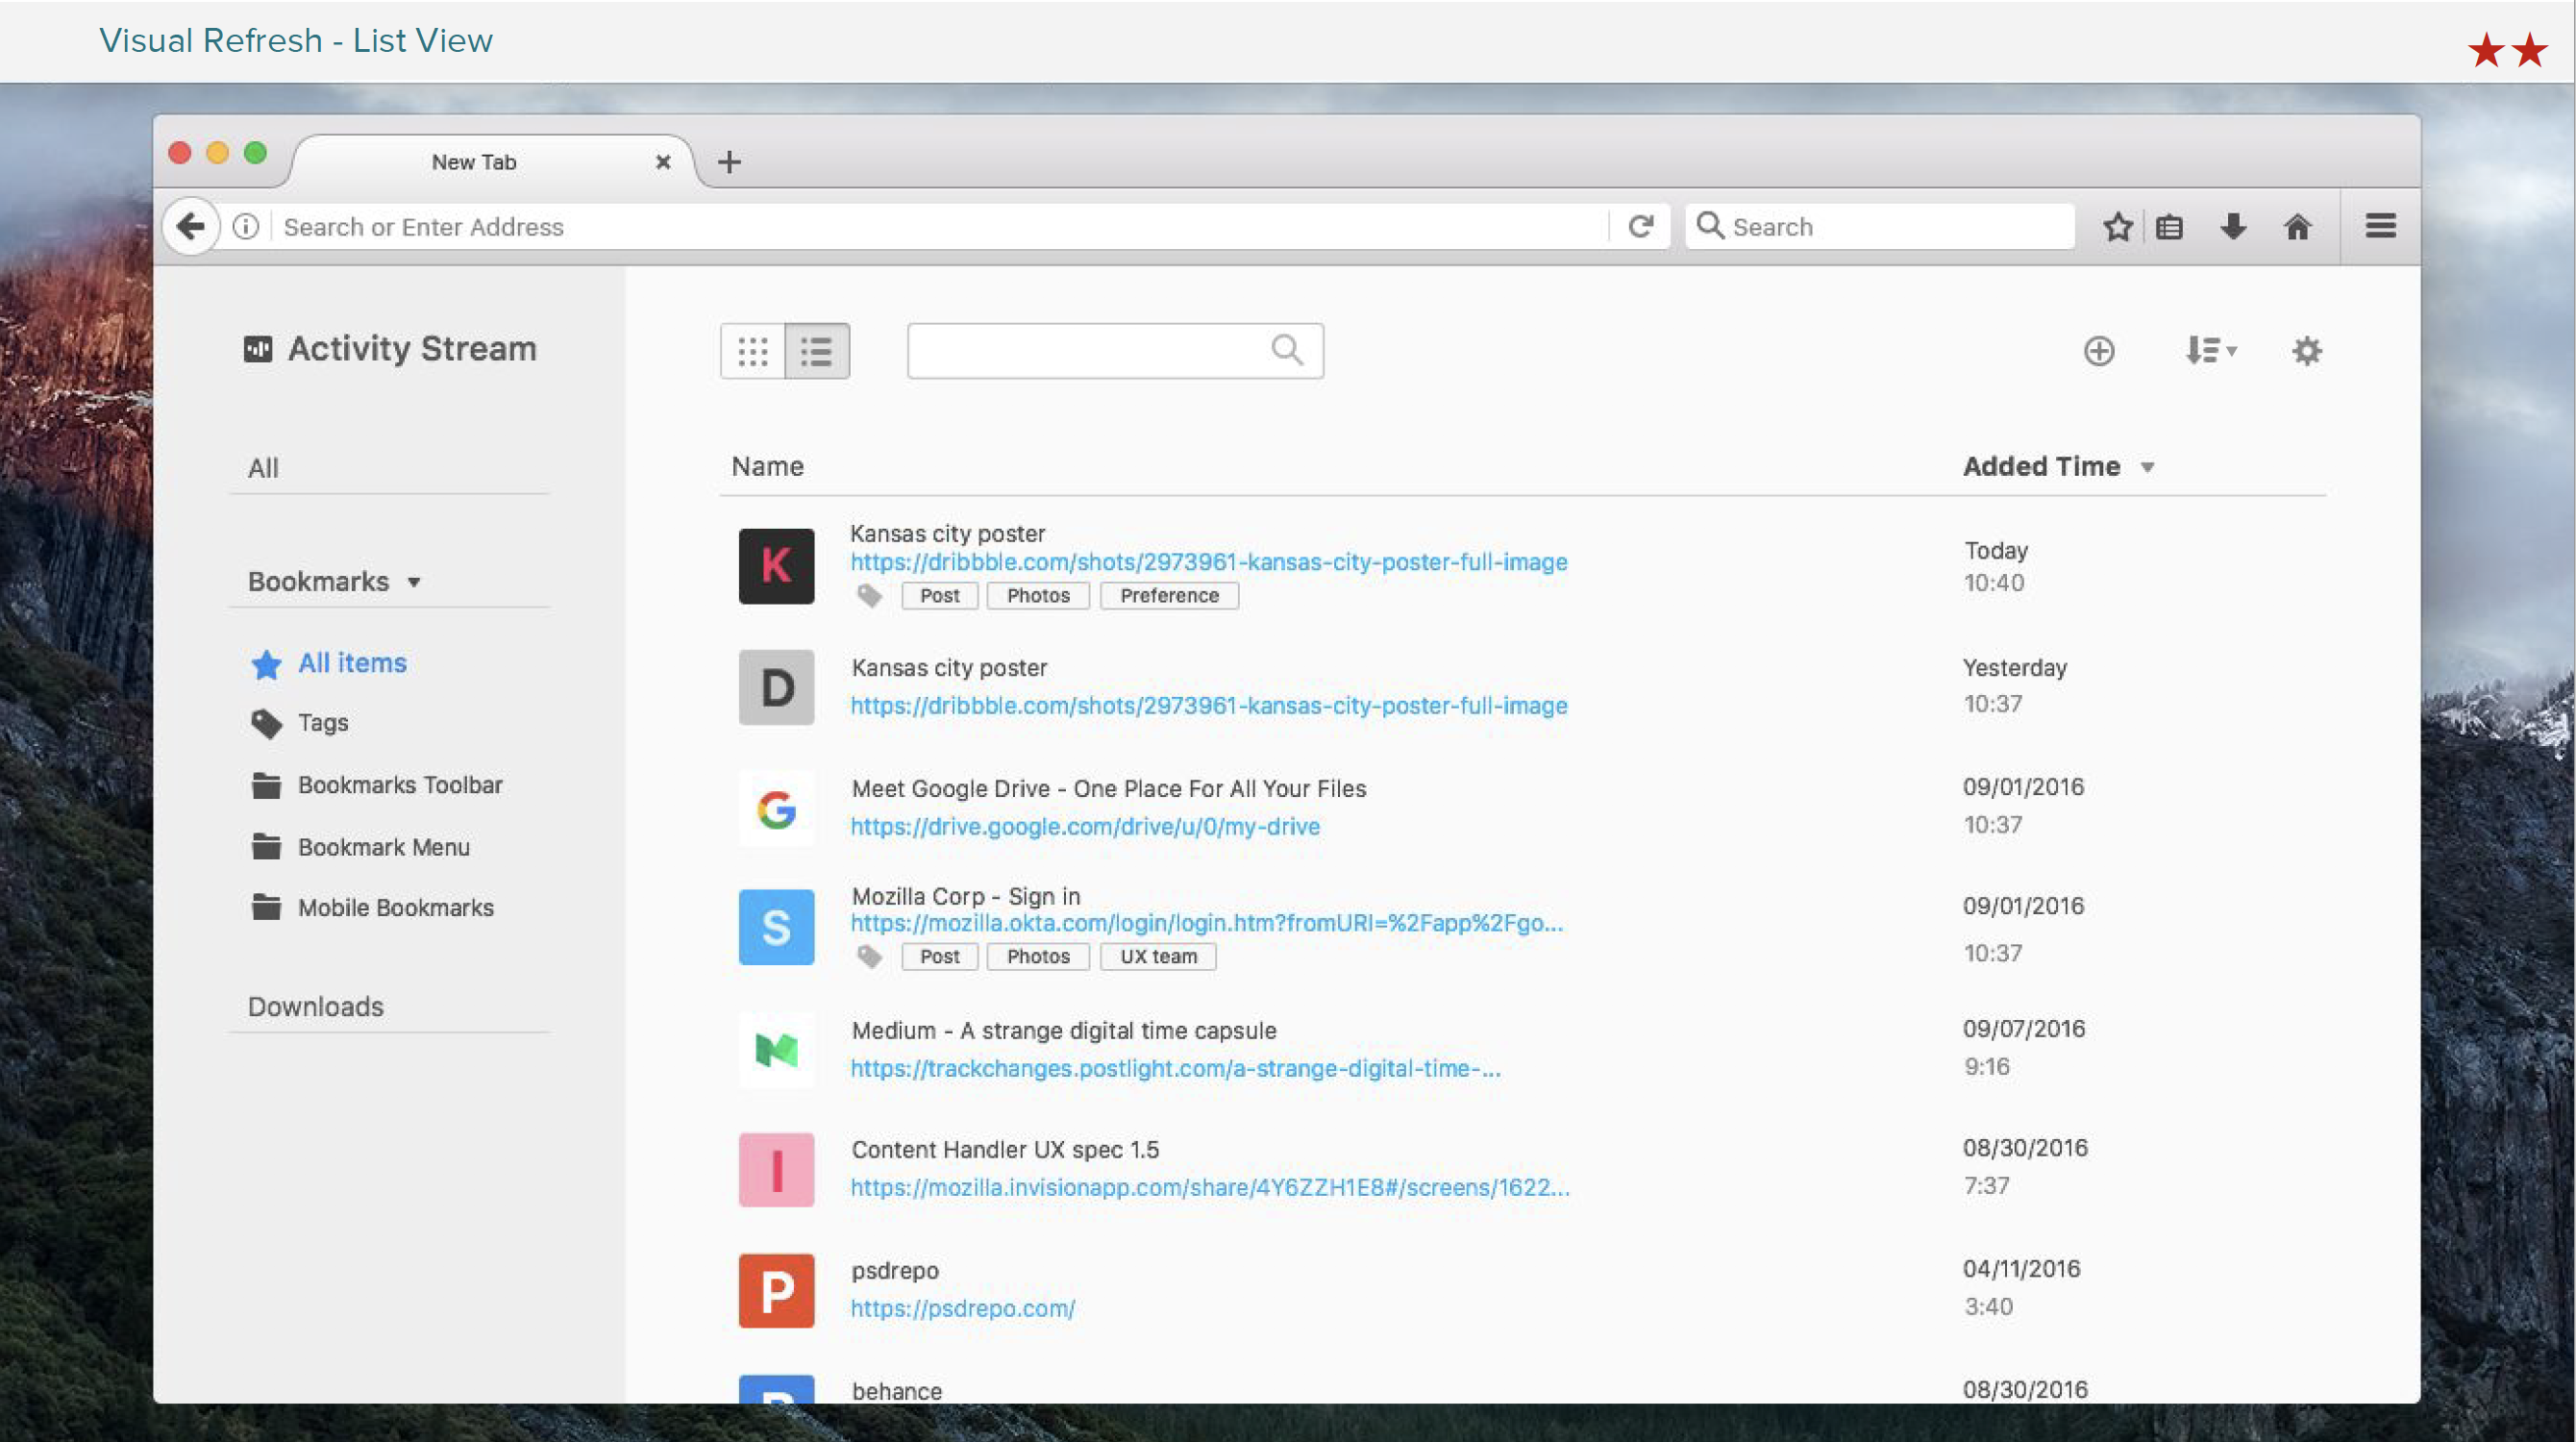 Visual Refresh - List View
New Tab
Search or Enter Address
Search
Activity Stream
All
Bookmarks
All items
Tags
Bookmarks Toolbar
Bookmark Menu
Mobile Bookmarks
Downloads
Name
Added Time
K
Kansas city poster
https://dribbble.com/shots/2973961-kansas-city-poster-full-image
Post Photos Preference
Today
10:40
D
Kansas city poster
https://dribbble.com/shots/2973961-kansas-city-poster-full-image
Yesterday
10:37
G
Meet Google Drive - One Place For All Your Files
https://drive.google.com/drive/u/0/my-drive
09/01/2016
10:37
S
Mozilla Corp - Sign in
https://mozilla.okta.com/login/login.htm?fromURI=%2Fapp%2Fgo...
Post Photos UX team
09/01/2016
10:37
Medium - A strange digital time capsule
https://trackchanges.postlight.com/a-strange-digital-time-...
09/07/2016
9:16
I
Content Handler UX spec 1.5
https://mozilla.invisionapp.com/share/4Y6ZZH1E8#/screens/1622...
08/30/2016
7:37
P
psdrepo
https://psdrepo.com/
04/11/2016
3:40
behance
08/30/2016